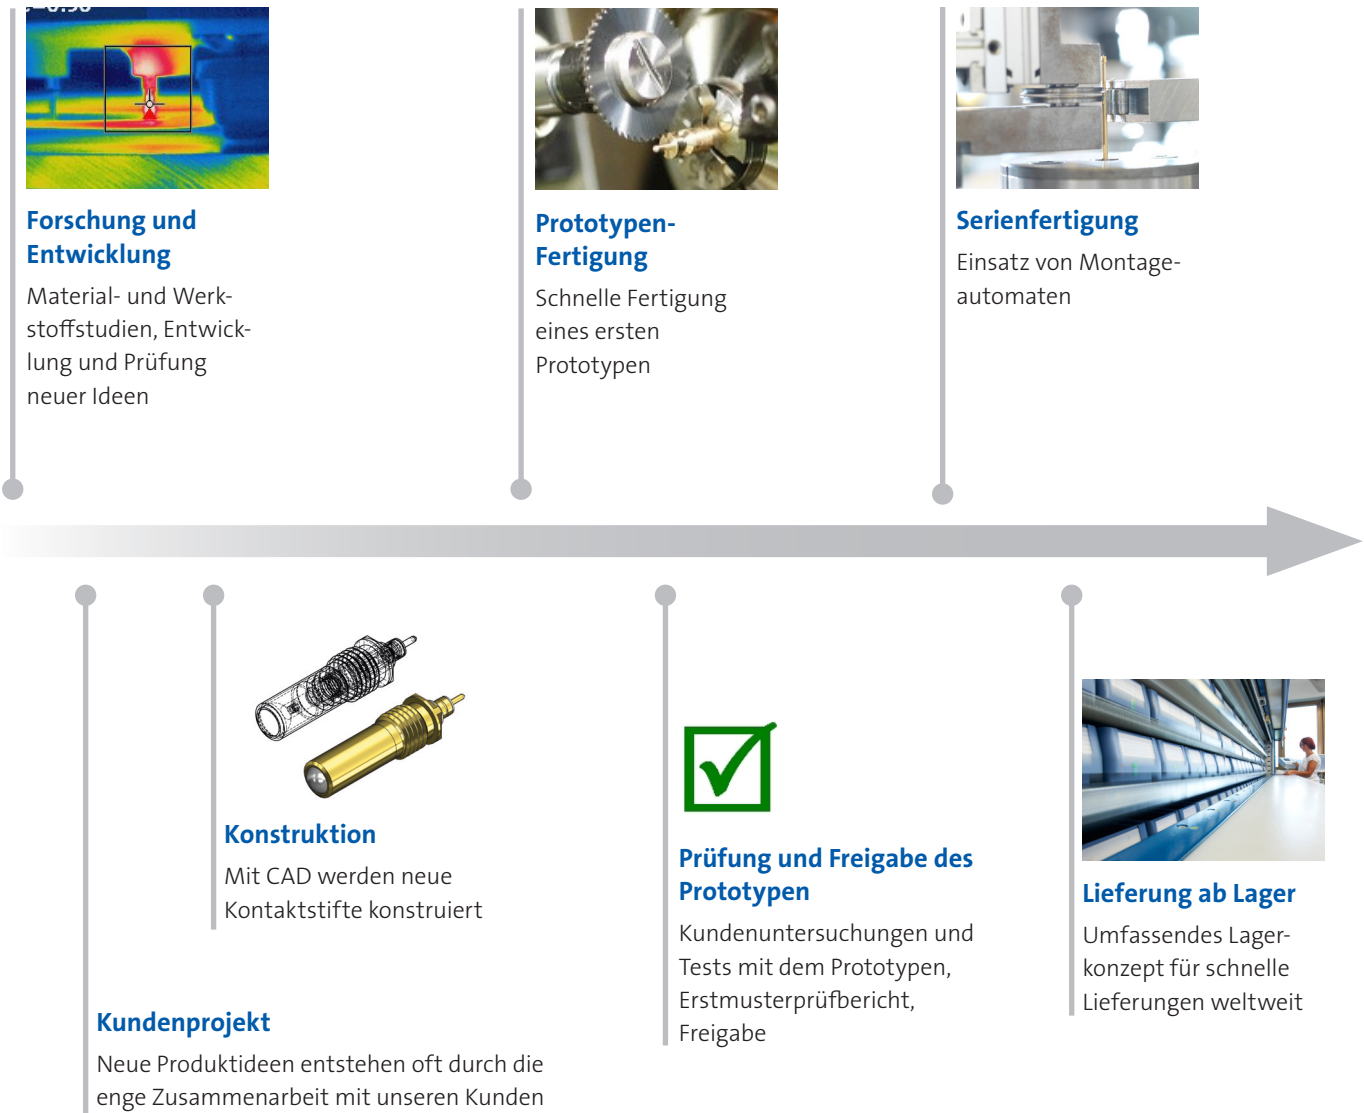 Forschung und
Entwicklung
Material- und Werk-
stoffstudien, Entwick-
lung und Prüfung
neuer Ideen
Prototypen-
Fertigung
Schnelle Fertigung
eines ersten
Prototypen
Serienfertigung
Einsatz von Montage-
automaten
Konstruktion
Mit CAD werden neue
Kontaktstifte konstruiert
Kundenprojekt
Neue Produktideen entstehen oft durch die
enge Zusammenarbeit mit unseren Kunden
Prüfung und Freigabe des
Prototypen
Kundenuntersuchungen und
Tests mit dem Prototypen,
Erstmusterprüfbericht,
Freigabe
Lieferung ab Lager
Umfassendes Lager-
konzept für schnelle
Lieferungen weltweit